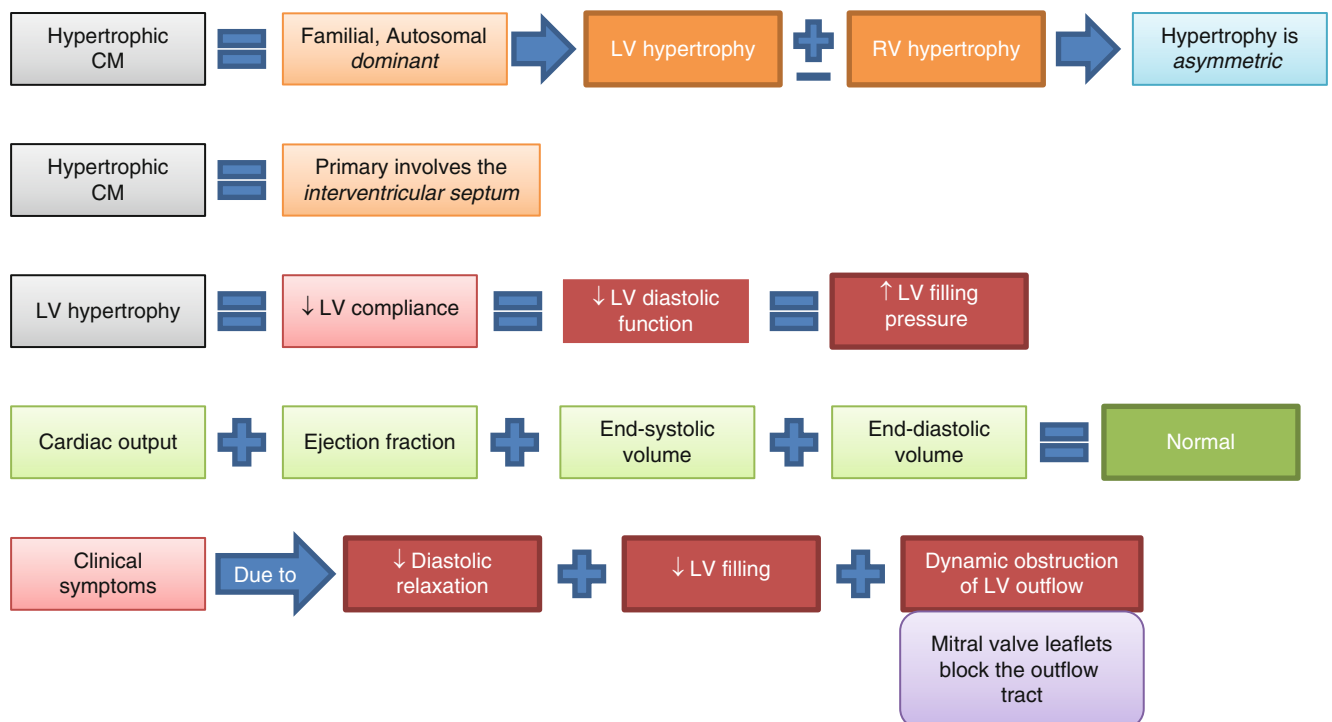 Hypertrophic
CM
Familial, Autosomal
dominant
LV hypertrophy
RV hypertrophy
Hypertrophy is
asymmetric
Hypertrophic
CM
Primary involves the
interventricular septum
LV hypertrophy
↓ LV compliance
↓ LV diastolic
function
↑ LV filling
pressure
Cardiac output
Ejection fraction
End-systolic
volume
End-diastolic
volume
Normal
Clinical
symptoms
Due to
↓ Diastolic
relaxation
↓ LV filling
Dynamic obstruction
of LV outflow
Mitral valve leaflets
block the outflow
tract